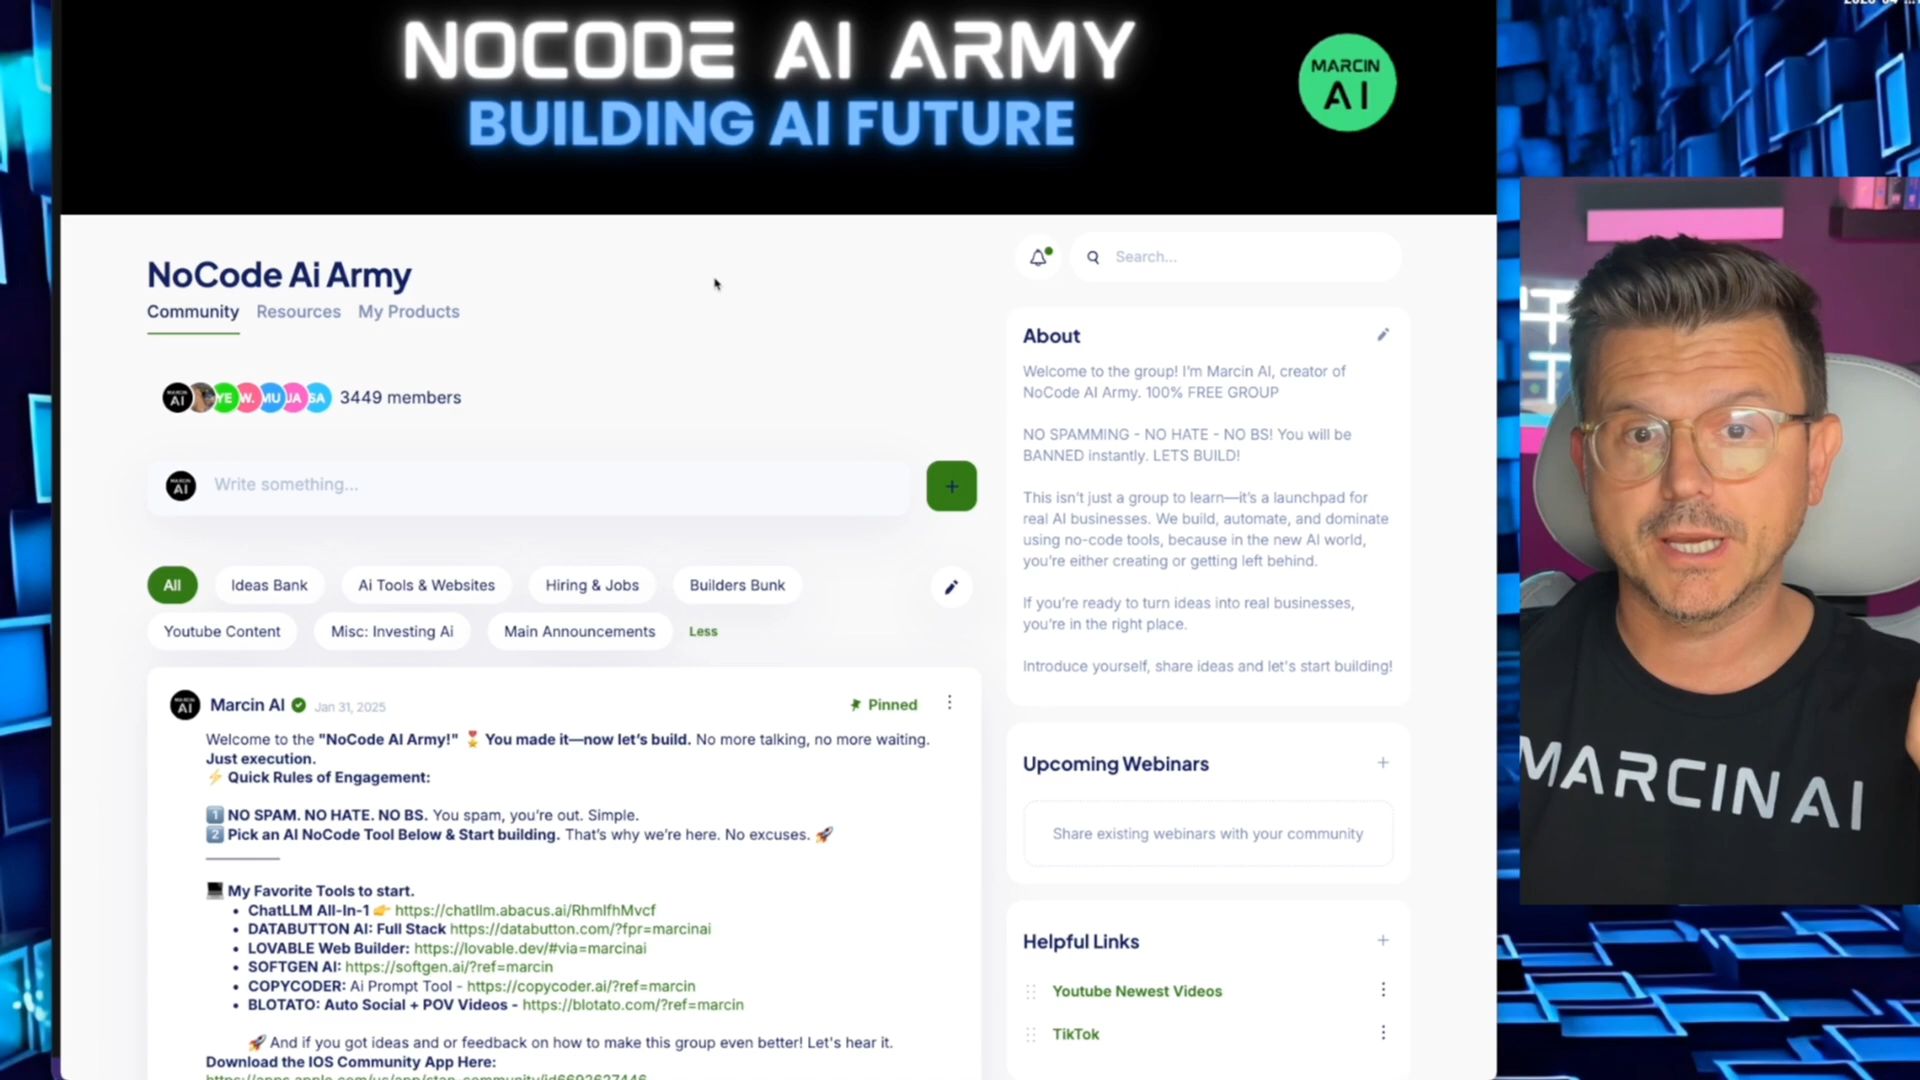 NOCODE AI ARMY
BUILDING AI FUTURE
MARCIN
AI
NoCode Ai Army
Community Resources My Products
Search...
MARCIN
AI
YE W. MU JA SA 3449 members
MARCIN
AI
Write something...
+
All Ideas Bank Ai Tools & Websites Hiring & Jobs Builders Bunk
Youtube Content Misc: Investing Ai Main Announcements Less
MARCIN
AI
Marcin AI Jan 31, 2025 Pinned
Welcome to the "NoCode AI Army!" 🎖️ You made it—now let's build. No more talking, no more waiting.
Just execution.
⚡ Quick Rules of Engagement:
1️⃣ NO SPAM. NO HATE. NO BS. You spam, you're out. Simple.
2️⃣ Pick an AI NoCode Tool Below & Start building. That's why we're here. No excuses. 🚀
💻 My Favorite Tools to start.
• ChatLLM All-In-1 👉 https://chatllm.abacus.ai/RhmIfhMvcf
• DATABUTTON AI: Full Stack https://databutton.com/?fpr=marcinai
• LOVABLE Web Builder: https://lovable.dev/#via=marcinai
• SOFTGEN AI: https://softgen.ai/?ref=marcin
• COPYCODER: Ai Prompt Tool - https://copycoder.ai/?ref=marcin
• BLOTATO: Auto Social + POV Videos - https://blotato.com/?ref=marcin
🚀 And if you got ideas and or feedback on how to make this group even better! Let's hear it.
Download the IOS Community App Here:
About
Welcome to the group! I'm Marcin AI, creator of
NoCode AI Army. 100% FREE GROUP
NO SPAMMING - NO HATE - NO BS! You will be
BANNED instantly. LETS BUILD!
This isn't just a group to learn—it's a launchpad for
real AI businesses. We build, automate, and dominate
using no-code tools, because in the new AI world,
you're either creating or getting left behind.
If you're ready to turn ideas into real businesses,
you're in the right place.
Introduce yourself, share ideas and let's start building!
Upcoming Webinars +
Share existing webinars with your community
Helpful Links +
Youtube Newest Videos
TikTok
MARCIN AI